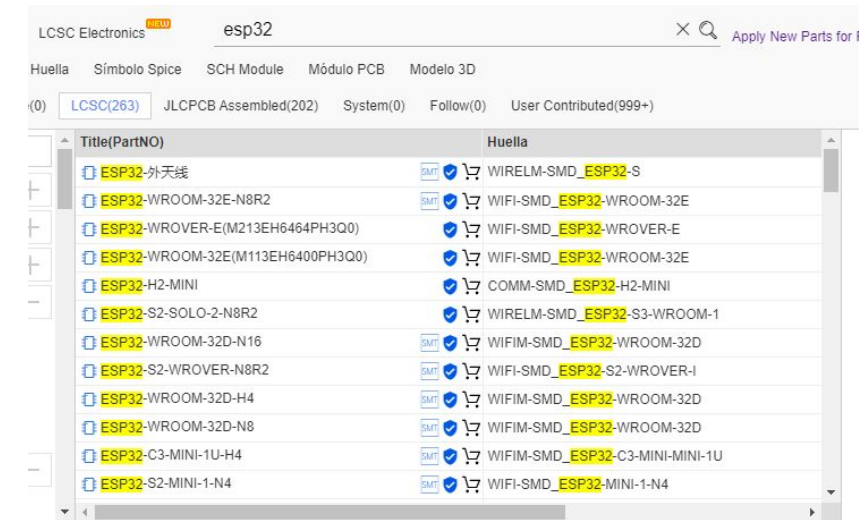 LCSC Electronics NEW esp32 Apply New Parts for F
Huella Símbolo Spice SCH Module Módulo PCB Modelo 3D
(0) LCSC(263) JLCPCB Assembled(202) System(0) Follow(0) User Contributed(999+)
Title(PartNO) Huella
ESP32-外天线 SMT WIRELM-SMD_ESP32-S
ESP32-WROOM-32E-N8R2 SMT WIFI-SMD_ESP32-WROOM-32E
ESP32-WROVER-E(M213EH6464PH3Q0) WIFI-SMD_ESP32-WROVER-E
ESP32-WROOM-32E(M113EH6400PH3Q0) WIFI-SMD_ESP32-WROOM-32E
ESP32-H2-MINI COMM-SMD_ESP32-H2-MINI
ESP32-S2-SOLO-2-N8R2 WIRELM-SMD_ESP32-S3-WROOM-1
ESP32-WROOM-32D-N16 SMT WIFIM-SMD_ESP32-WROOM-32D
ESP32-S2-WROVER-N8R2 SMT WIFI-SMD_ESP32-S2-WROVER-I
ESP32-WROOM-32D-H4 SMT WIFIM-SMD_ESP32-WROOM-32D
ESP32-WROOM-32D-N8 SMT WIFIM-SMD_ESP32-WROOM-32D
ESP32-C3-MINI-1U-H4 SMT WIFIM-SMD_ESP32-C3-MINI-MINI-1U
ESP32-S2-MINI-1-N4 SMT WIFI-SMD_ESP32-MINI-1-N4